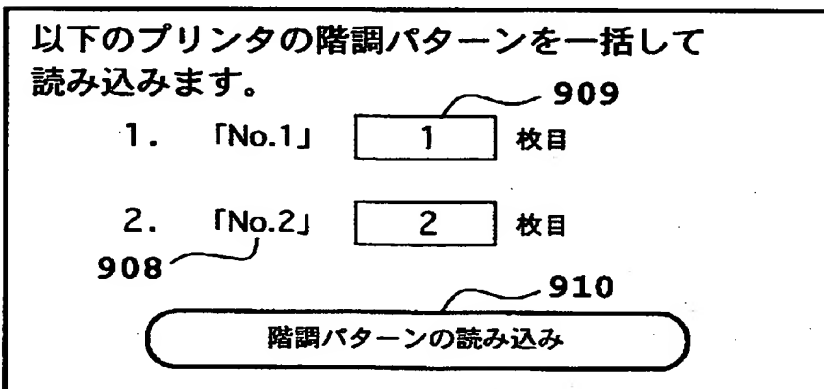 以下のプリンタの階調パターンを一括して
読み込みます。
909
1. 「No.1」 1 枚目
2. 「No.2」 2 枚目
908
910
階調パターンの読み込み